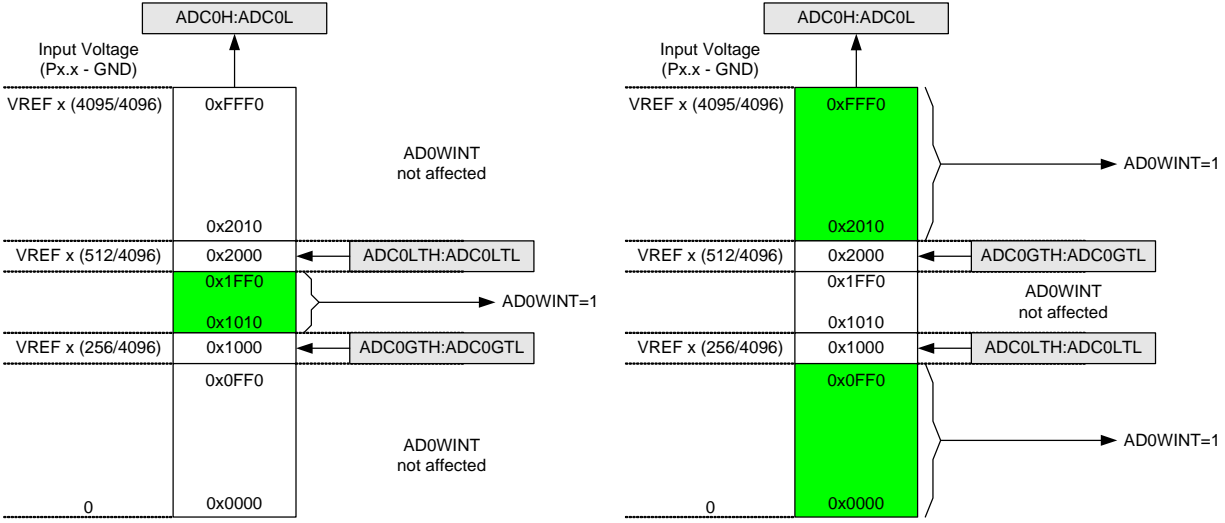 ADC0H:ADC0L
Input Voltage
(Px.x - GND)
VREF x (4095/4096)
0xFFF0
AD0WINT
not affected
0x2010
VREF x (512/4096)
0x2000
ADC0LTH:ADC0LTL
0x1FF0
AD0WINT=1
0x1010
VREF x (256/4096)
0x1000
ADC0GTH:ADC0GTL
0x0FF0
AD0WINT
not affected
0
0x0000
ADC0H:ADC0L
Input Voltage
(Px.x - GND)
VREF x (4095/4096)
0xFFF0
AD0WINT=1
0x2010
VREF x (512/4096)
0x2000
ADC0GTH:ADC0GTL
0x1FF0
AD0WINT
not affected
0x1010
VREF x (256/4096)
0x1000
ADC0LTH:ADC0LTL
0x0FF0
AD0WINT=1
0
0x0000